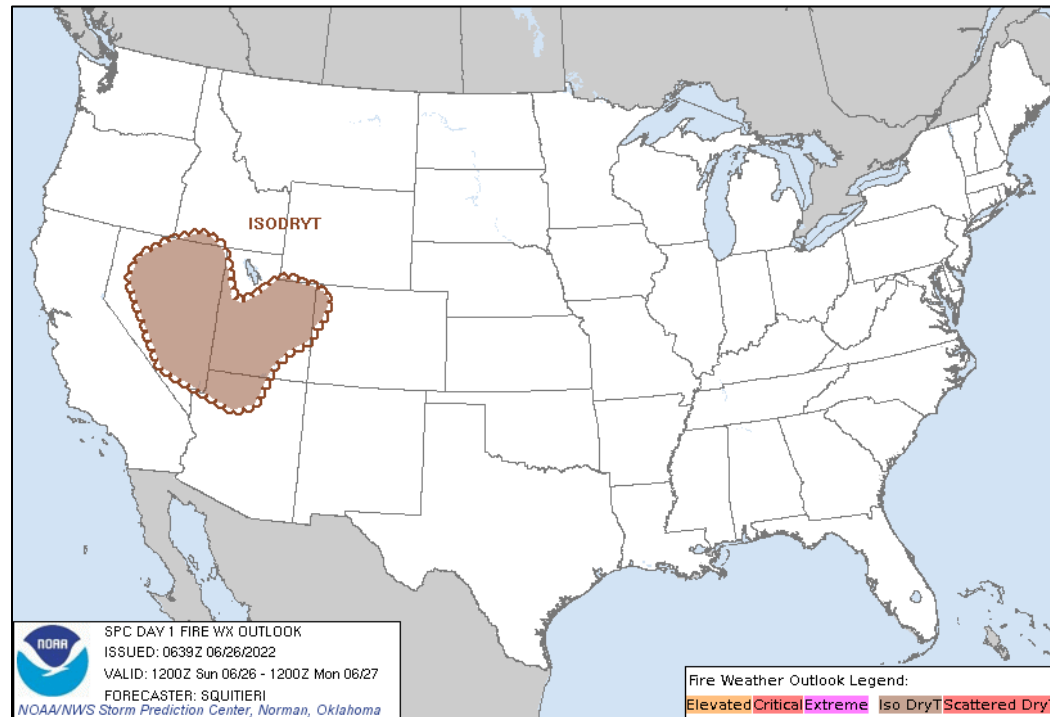 ISODRYT
NOAA
SPC DAY 1 FIRE WX OUTLOOK
ISSUED: 0639Z 06/26/2022
VALID: 1200Z Sun 06/26 - 1200Z Mon 06/27
FORECASTER: SQUITIERI
NOAA/NWS Storm Prediction Center, Norman, Oklahoma
Fire Weather Outlook Legend:
Elevated Critical Extreme Iso DryT Scattered DryT